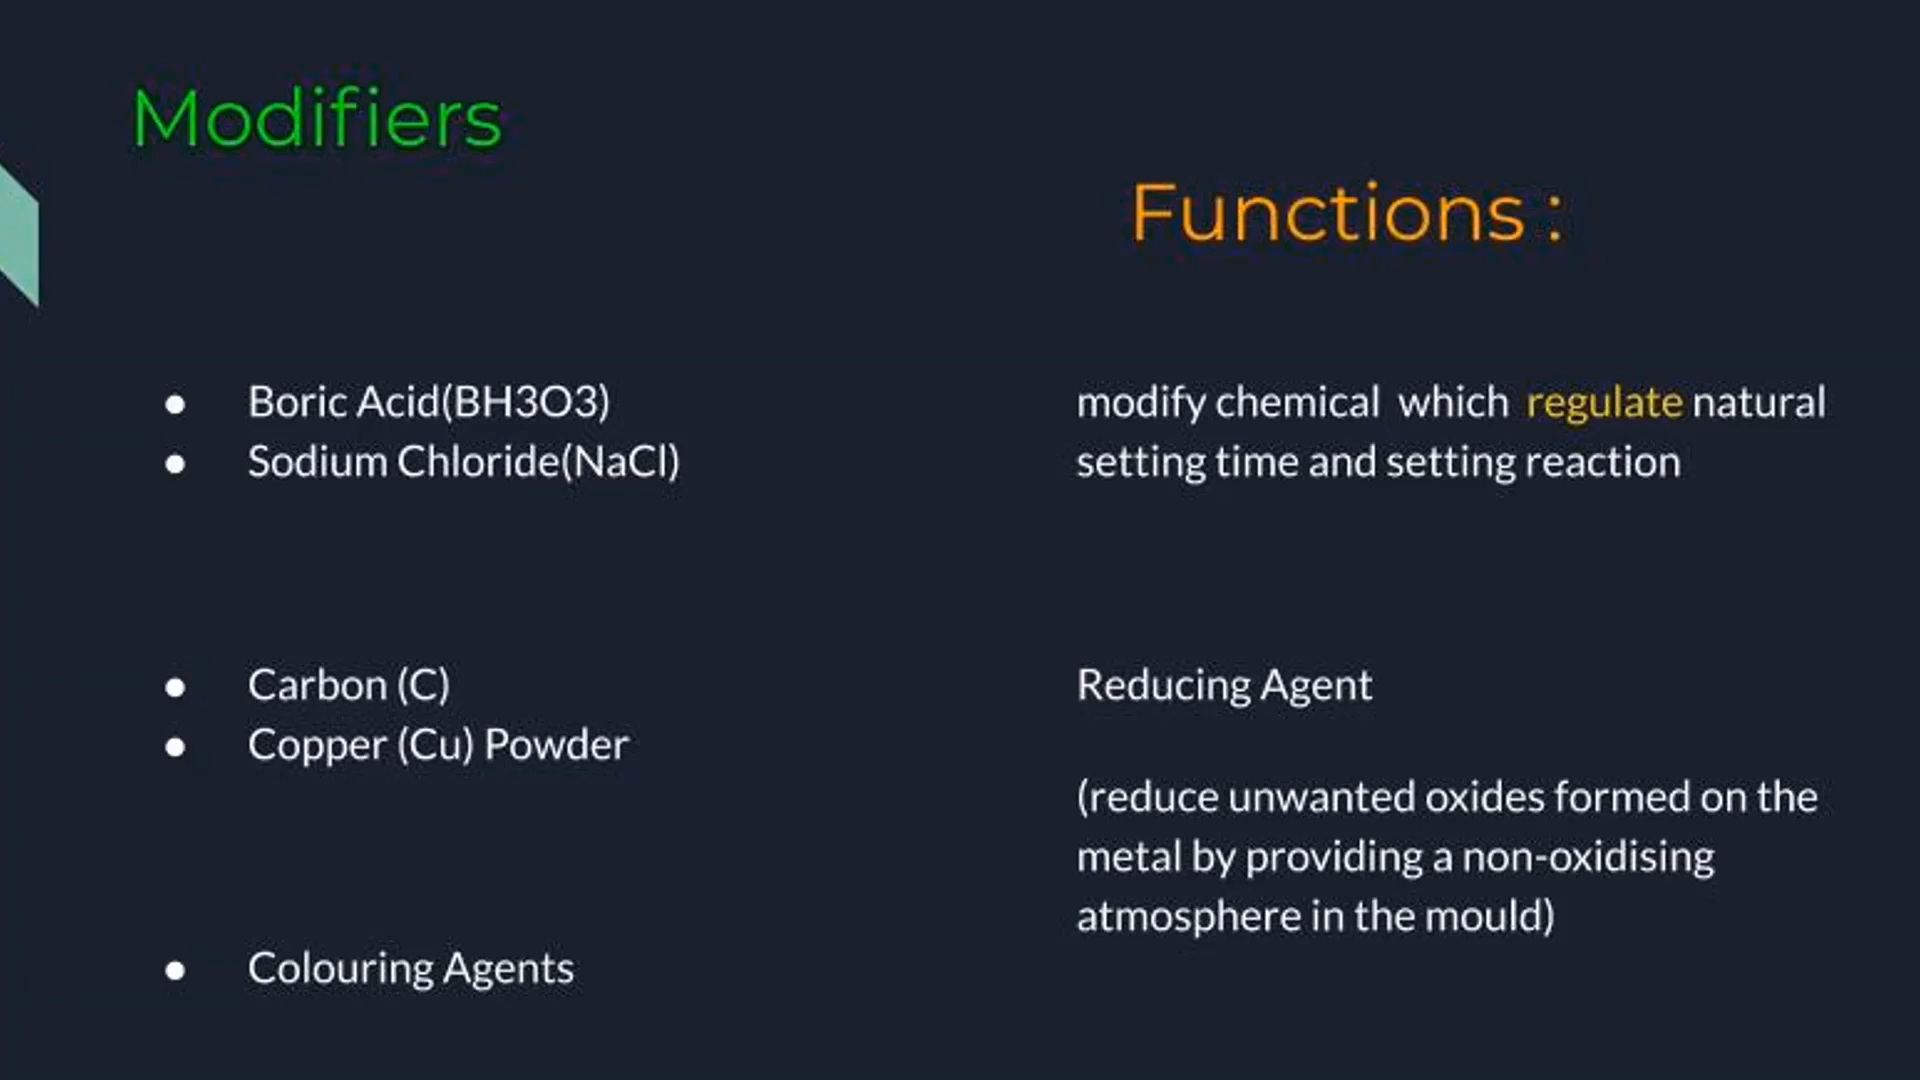 Modifiers
Functions :
• Boric Acid(BH3O3)
• Sodium Chloride(NaCl)
modify chemical which regulate natural
setting time and setting reaction
• Carbon (C)
• Copper (Cu) Powder
Reducing Agent
(reduce unwanted oxides formed on the
metal by providing a non-oxidising
atmosphere in the mould)
• Colouring Agents